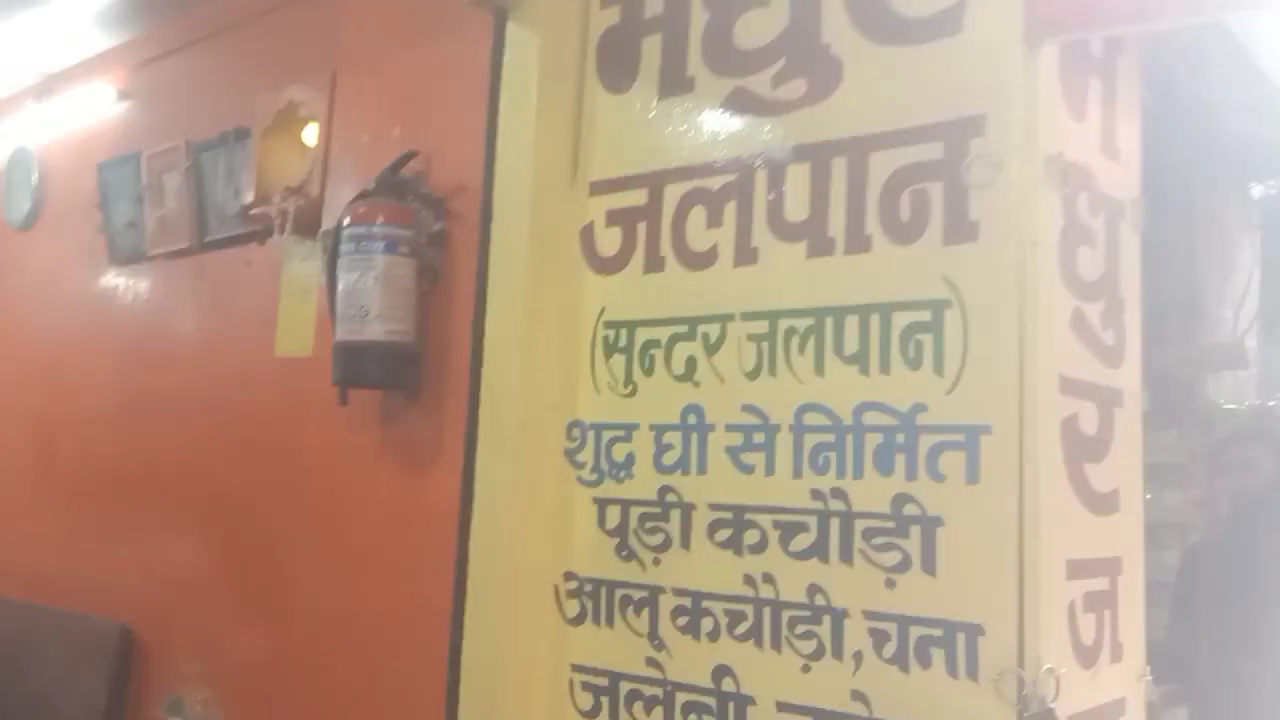 मधुर
जलपान
(सुन्दर जलपान)
शुद्ध घी से निर्मित
पूड़ी कचौड़ी
आलू कचौड़ी, चना
जलेबी
मधुर ज